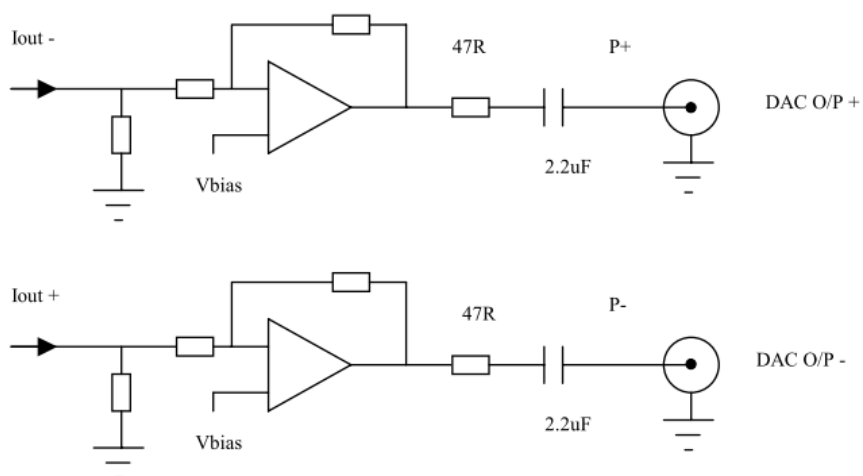 Iout -
47R
P+
DAC O/P +
Vbias
2.2uF
Iout +
47R
P-
DAC O/P -
Vbias
2.2uF